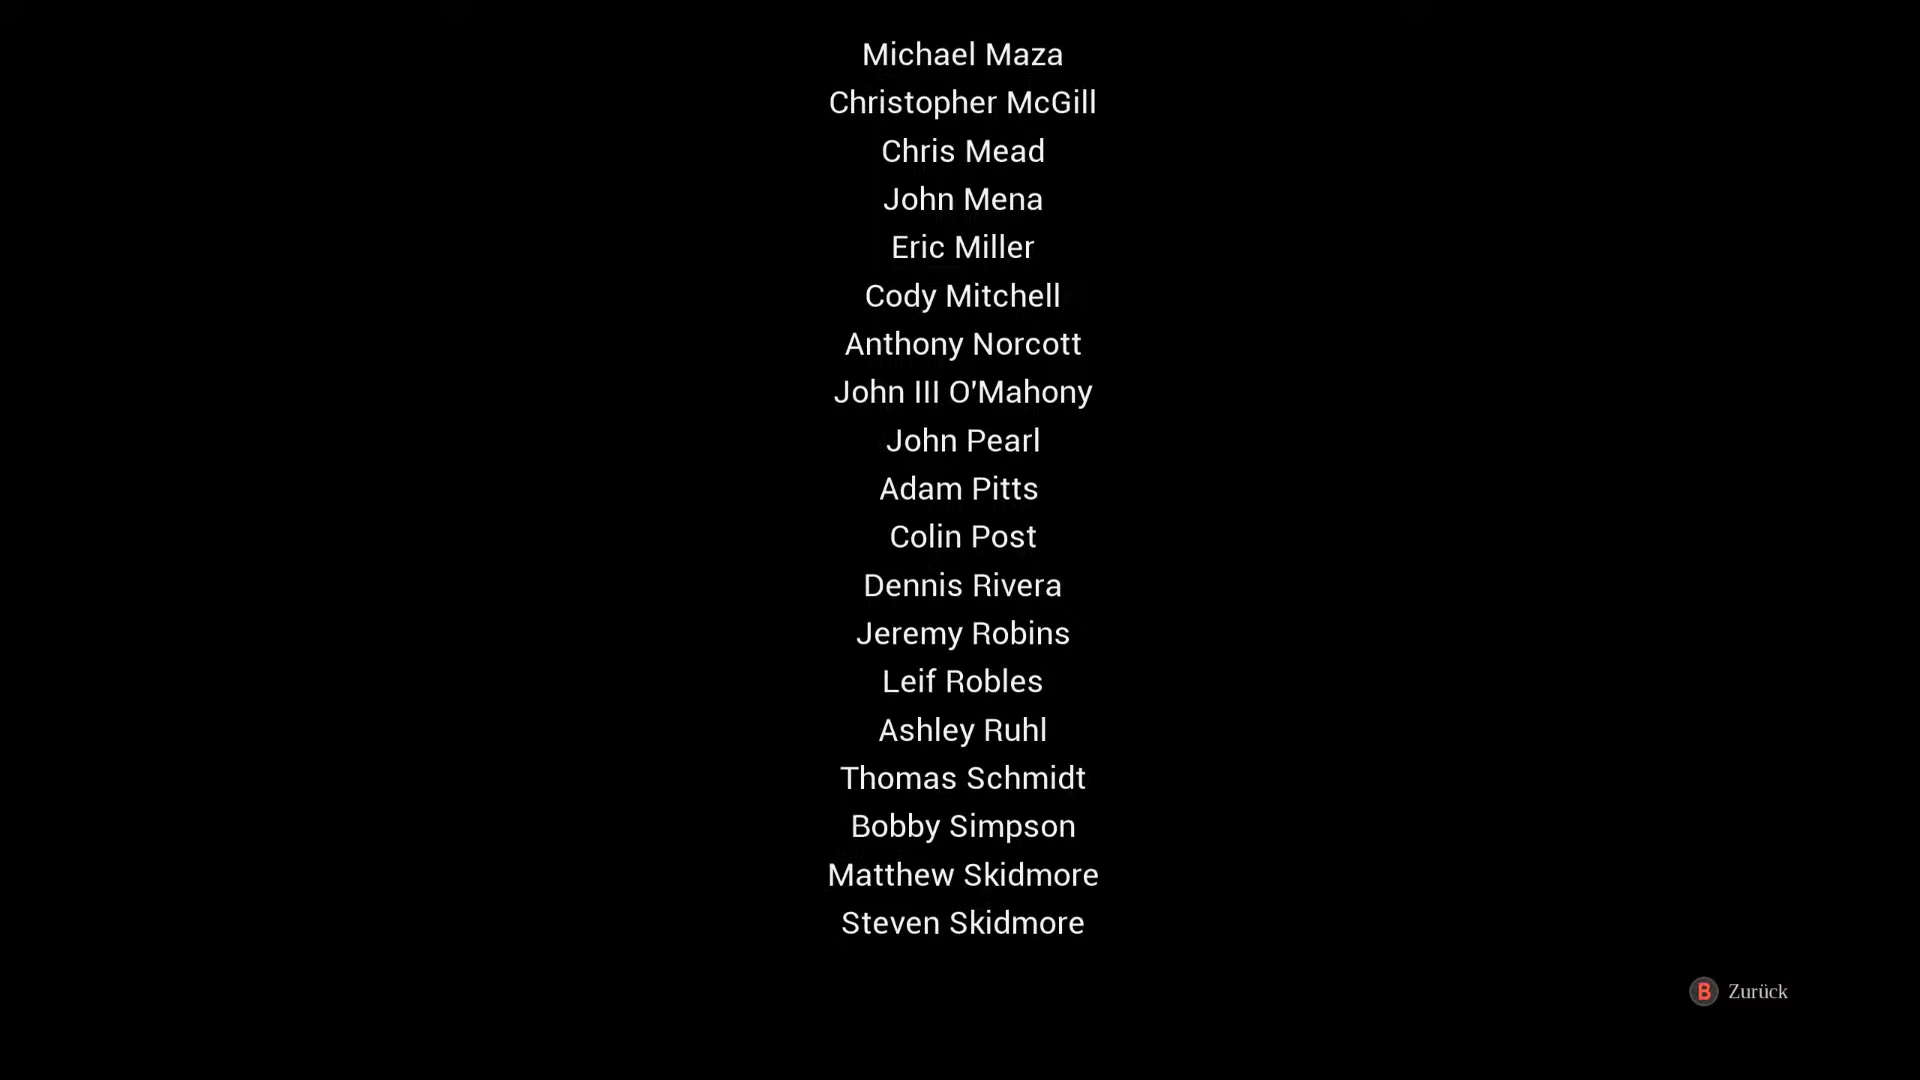 Michael Maza
Christopher McGill
Chris Mead
John Mena
Eric Miller
Cody Mitchell
Anthony Norcott
John III O'Mahony
John Pearl
Adam Pitts
Colin Post
Dennis Rivera
Jeremy Robins
Leif Robles
Ashley Ruhl
Thomas Schmidt
Bobby Simpson
Matthew Skidmore
Steven Skidmore
B Zurück